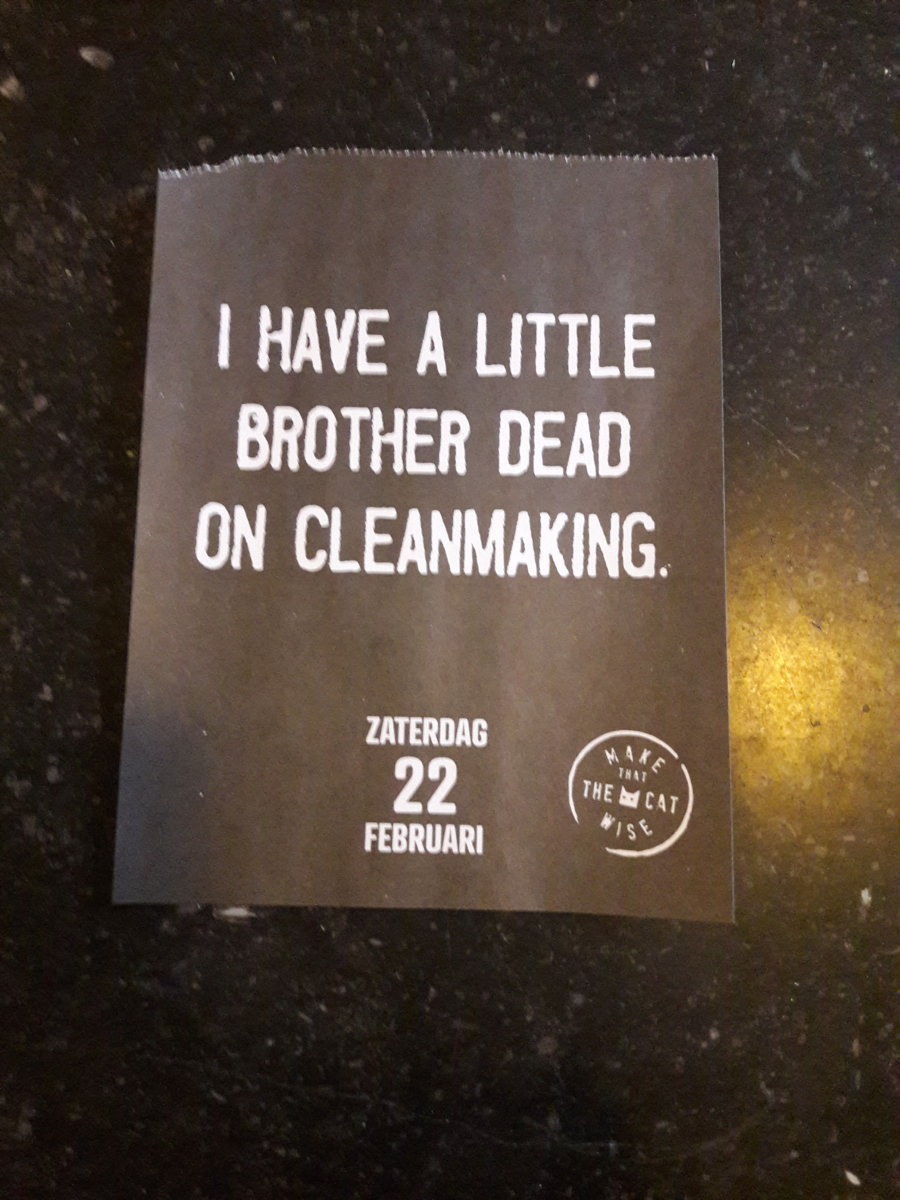 I HAVE A LITTLE
BROTHER DEAD
ON CLEANMAKING.
ZATERDAG
22
FEBRUARI
MAKE
THAT
THE CAT
WISE